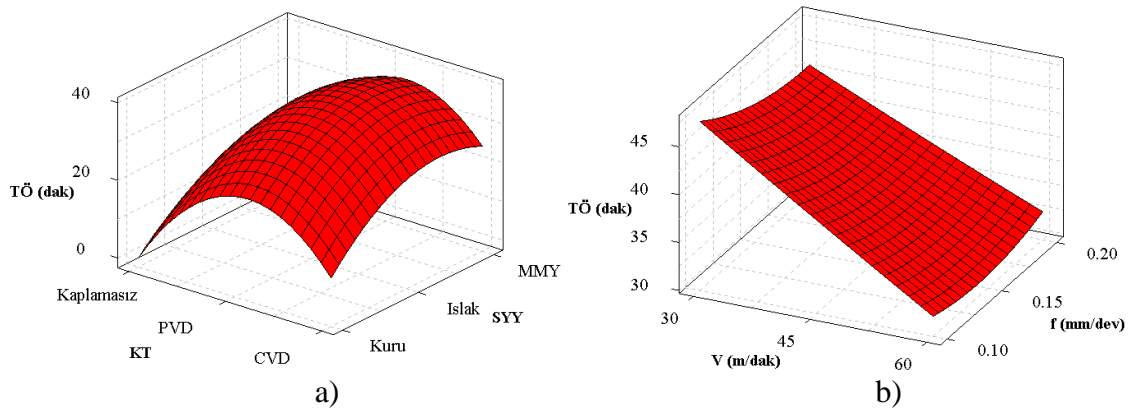 40
20
TÖ (dak)
0
Kaplamasız
PVD
KT
CVD
Kuru
Islak
SYY
MMY
a)
45
40
TÖ (dak)
35
30
30
V (m/dak)
45
60
0.10
0.15
f (mm/dev)
0.20
b)